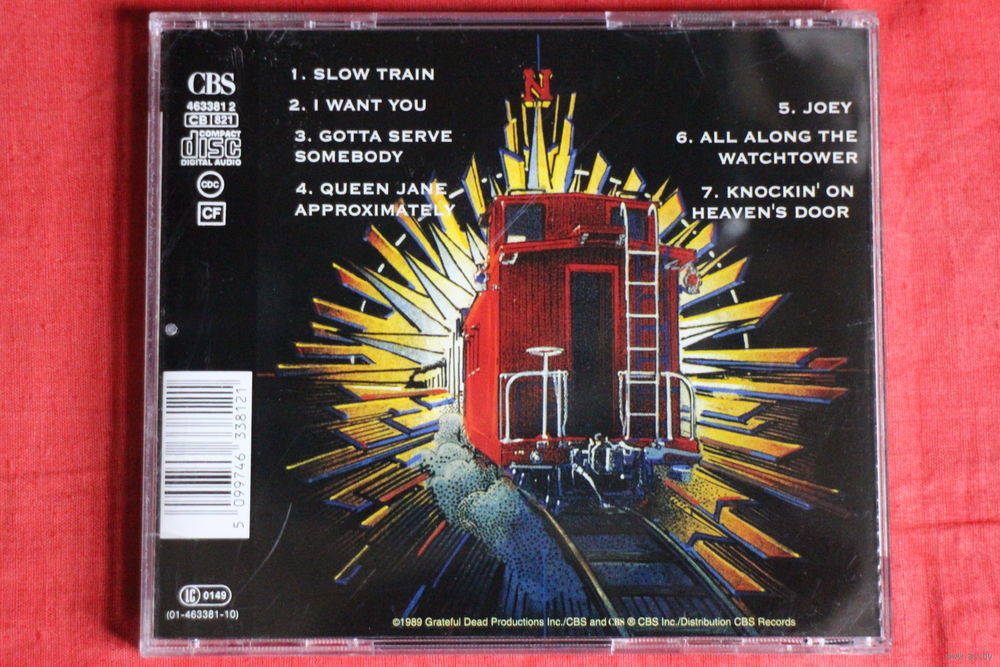 CBS
463381 2
CB 821
COMPACT
disc
DIGITAL AUDIO
CDC
CF
1. SLOW TRAIN
2. I WANT YOU
3. GOTTA SERVE
SOMEBODY
4. QUEEN JANE
APPROXIMATELY
N
5. JOEY
6. ALL ALONG THE
WATCHTOWER
7. KNOCKIN' ON
HEAVEN'S DOOR
5 099746 338121
LC 0149
(01-463381-10)
©1989 Grateful Dead Productions Inc./CBS and CBS ® CBS Inc./Distribution CBS Records